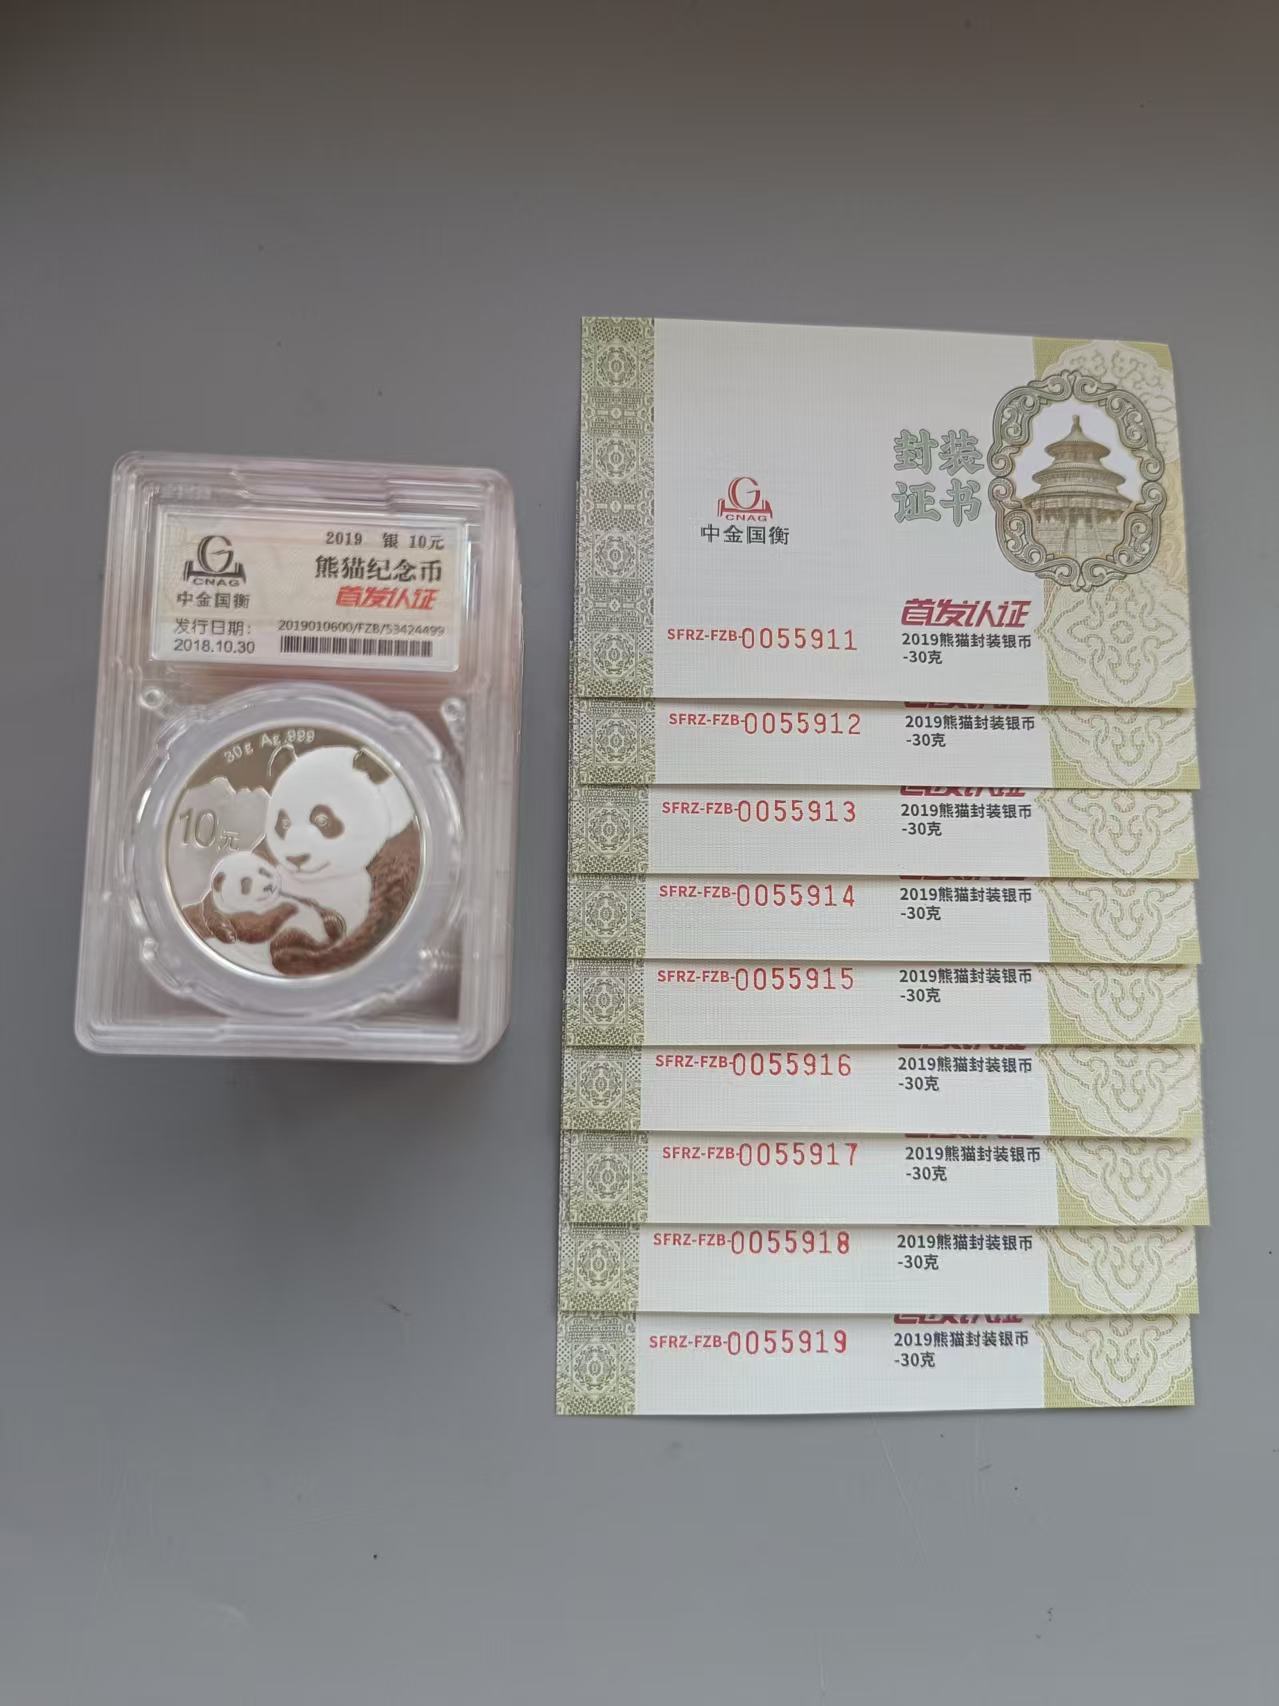 2019 银 10元
熊猫纪念币
首发认证
CNAG
中金国衡
发行日期:
2018.10.30
2019010600/FZB/53424499
30g Ag.999
10元
封装
证书
CNAG
中金国衡
首发认证
SFRZ-FZB-0055911
2019熊猫封装银币
-30克
SFRZ-FZB-0055912
2019熊猫封装银币
-30克
SFRZ-FZB-0055913
2019熊猫封装银币
-30克
SFRZ-FZB-0055914
2019熊猫封装银币
-30克
SFRZ-FZB-0055915
2019熊猫封装银币
-30克
SFRZ-FZB-0055916
2019熊猫封装银币
-30克
SFRZ-FZB-0055917
2019熊猫封装银币
-30克
SFRZ-FZB-0055918
2019熊猫封装银币
-30克
SFRZ-FZB-0055919
2019熊猫封装银币
-30克